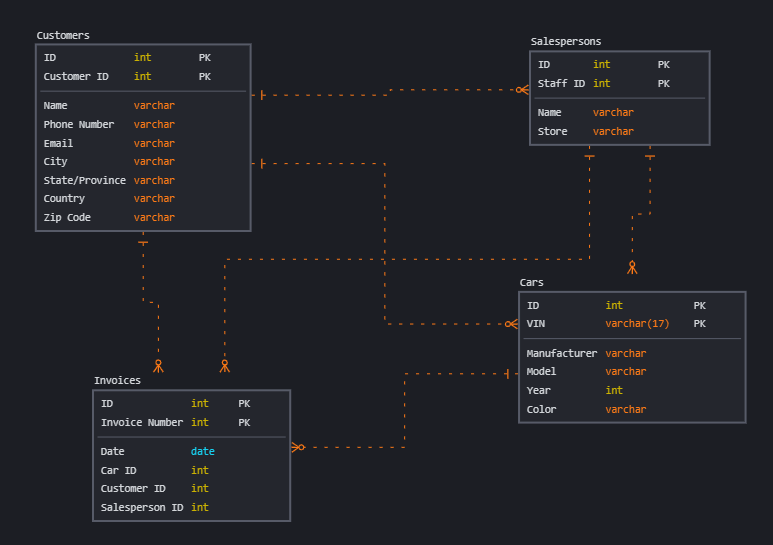 Customers
ID int PK
Customer ID int PK
Name varchar
Phone Number varchar
Email varchar
City varchar
State/Province varchar
Country varchar
Zip Code varchar
Salespersons
ID int PK
Staff ID int PK
Name varchar
Store varchar
Cars
ID int PK
VIN varchar(17) PK
Manufacturer varchar
Model varchar
Year int
Color varchar
Invoices
ID int PK
Invoice Number int PK
Date date
Car ID int
Customer ID int
Salesperson ID int